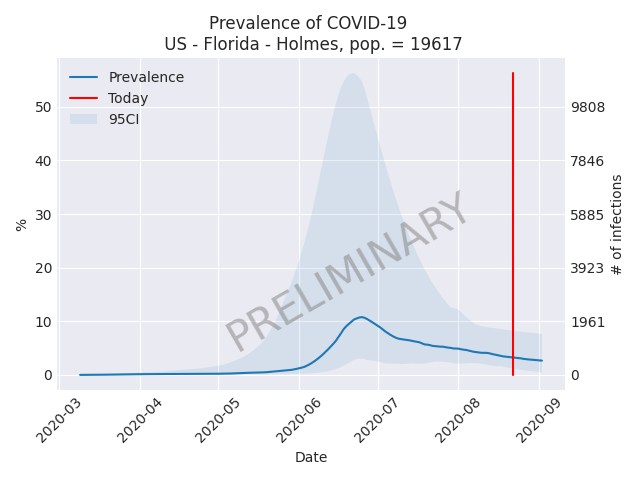 Prevalence of COVID-19
US - Florida - Holmes, pop. = 19617
Prevalence
Today
95CI
%
50
40
30
20
10
0
9808
7846
5885
3923
1961
0
# of infections
PRELIMINARY
2020-03
2020-04
2020-05
2020-06
2020-07
2020-08
2020-09
Date